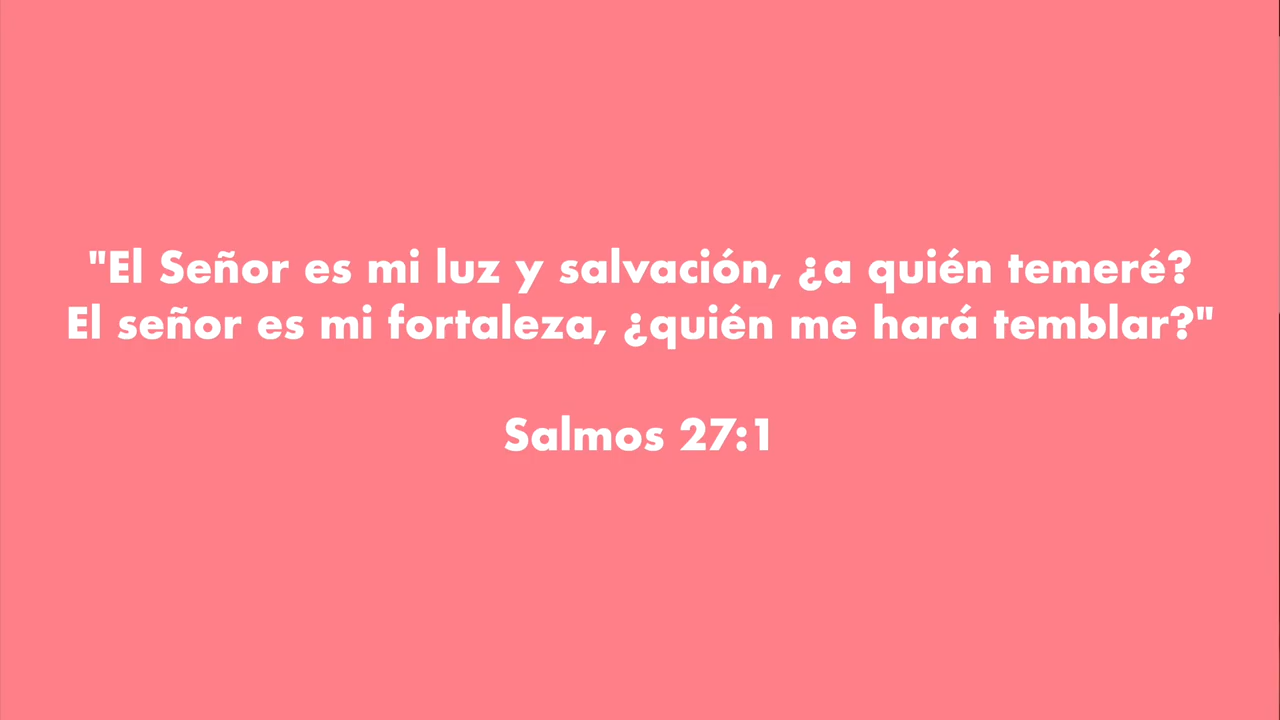 "El Señor es mi luz y salvación, ¿a quién temeré?
El señor es mi fortaleza, ¿quién me hará temblar?"
Salmos 27:1